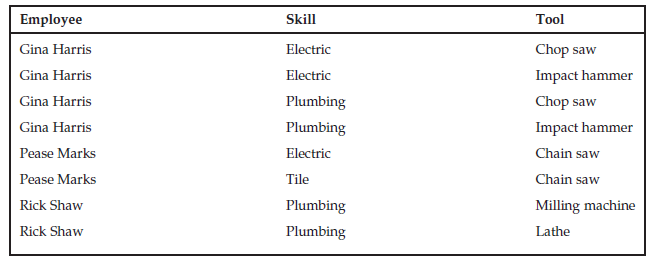 Employee Skill Tool
Gina Harris Electric Chop saw
Gina Harris Electric Impact hammer
Gina Harris Plumbing Chop saw
Gina Harris Plumbing Impact hammer
Pease Marks Electric Chain saw
Pease Marks Tile Chain saw
Rick Shaw Plumbing Milling machine
Rick Shaw Plumbing Lathe